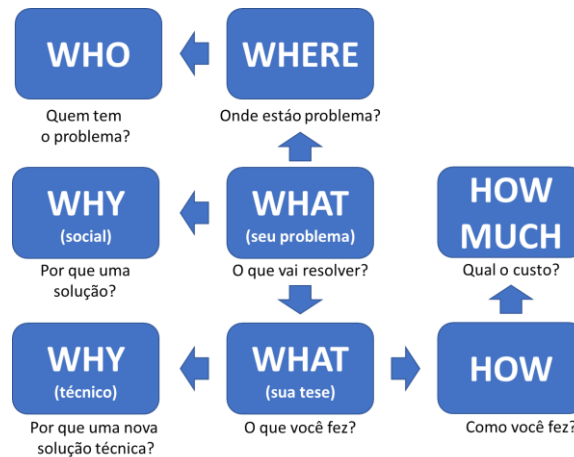 WHO
Quem tem
o problema?
WHERE
Onde estáo problema?
WHY
(social)
Por que uma
solução?
WHAT
(seu problema)
O que vai resolver?
HOW
MUCH
Qual o custo?
WHY
(técnico)
Por que uma nova
solução técnica?
WHAT
(sua tese)
O que você fez?
HOW
Como você fez?